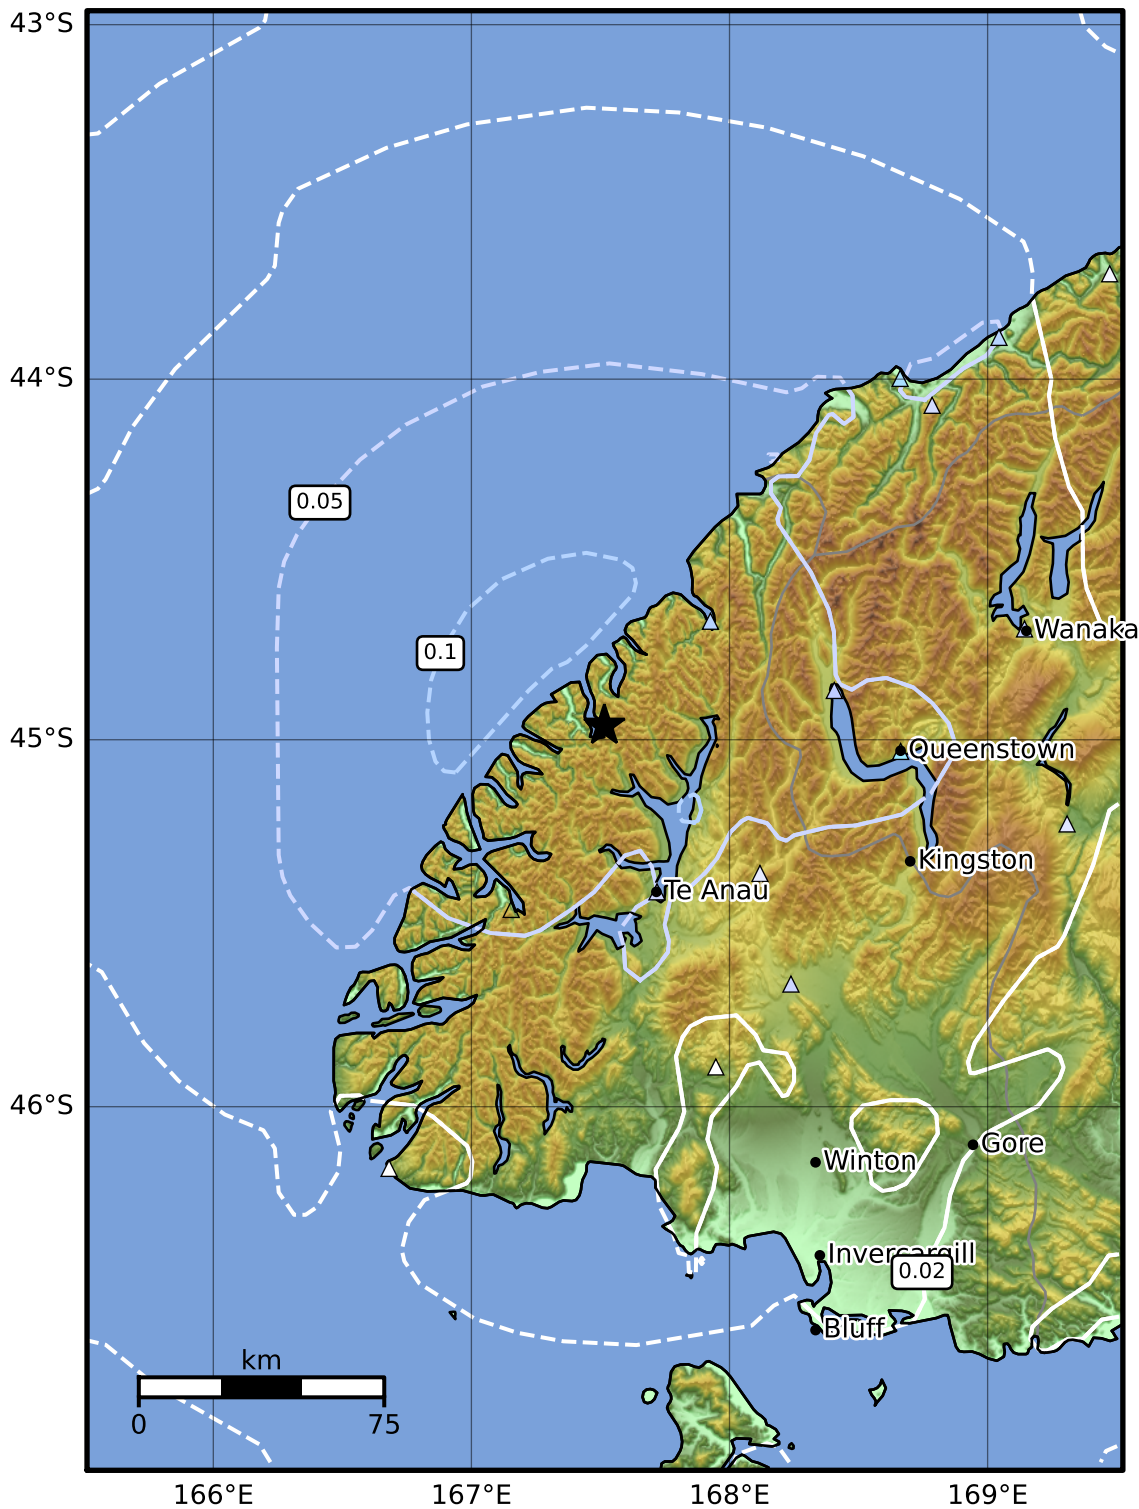 43°S
44°S
0.05
Wanaka
0.1
45°S
Queenstown
Kingston
Te Anau
46°S
Gore
Winton
Invercargill
0.02
Bluff
km
0 75
166°E 167°E 168°E 169°E